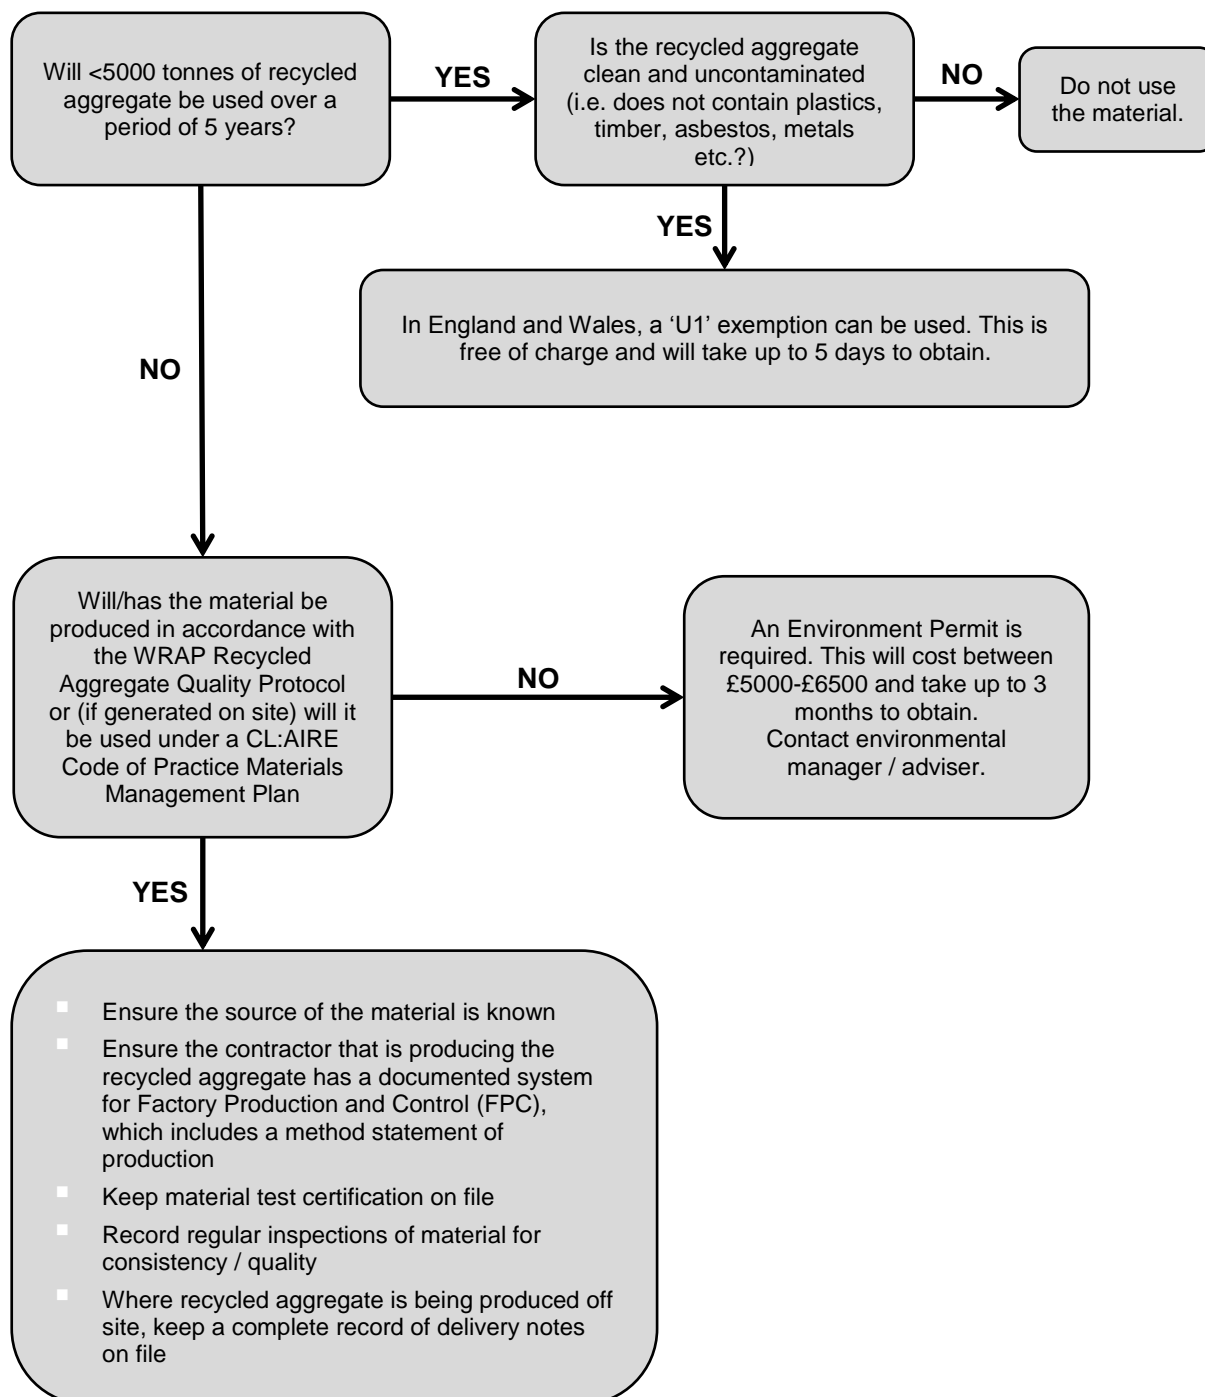 Will <5000 tonnes of recycled
aggregate be used over a
period of 5 years?
YES
Is the recycled aggregate
clean and uncontaminated
(i.e. does not contain plastics,
timber, asbestos, metals
etc.?)
NO
Do not use
the material.
YES
In England and Wales, a ‘U1’ exemption can be used. This is
free of charge and will take up to 5 days to obtain.
NO
Will/has the material be
produced in accordance with
the WRAP Recycled
Aggregate Quality Protocol
or (if generated on site) will it
be used under a CL:AIRE
Code of Practice Materials
Management Plan
NO
An Environment Permit is
required. This will cost between
£5000-£6500 and take up to 3
months to obtain.
Contact environmental
manager / adviser.
YES
Ensure the source of the material is known
Ensure the contractor that is producing the
recycled aggregate has a documented system
for Factory Production and Control (FPC),
which includes a method statement of
production
Keep material test certification on file
Record regular inspections of material for
consistency / quality
Where recycled aggregate is being produced off
site, keep a complete record of delivery notes
on file